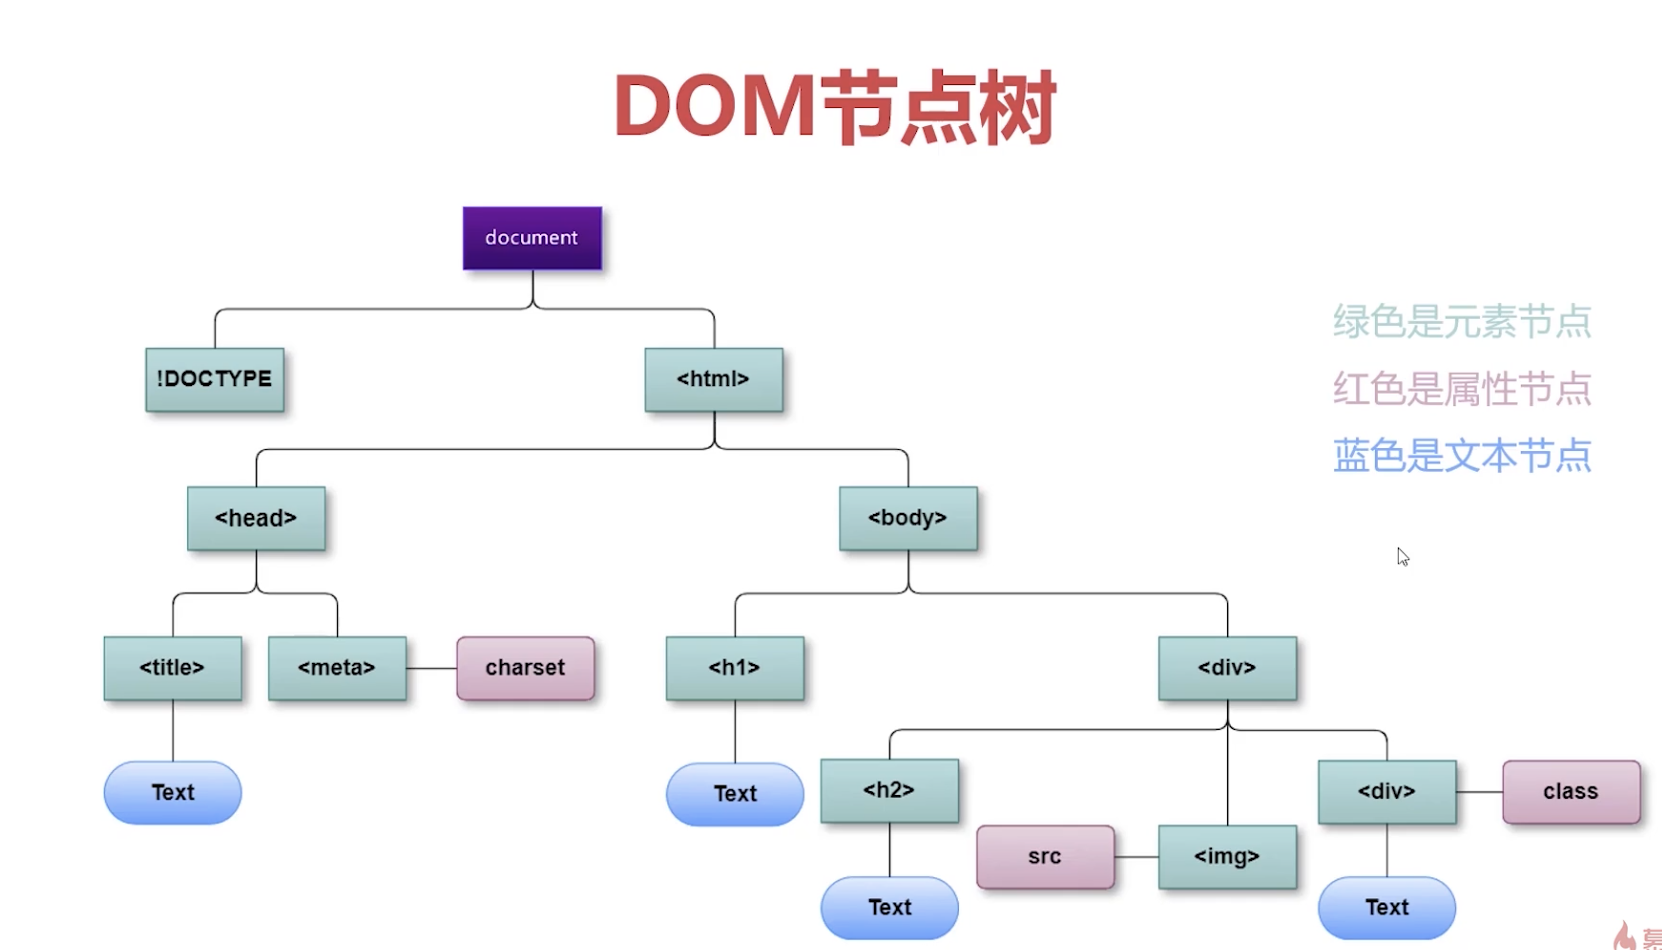 DOM节点树
document
绿色是元素节点
!DOCTYPE
<html>
红色是属性节点
蓝色是文本节点
<head>
<body>
<title>
<meta>
charset
<h1>
<div>
Text
Text
<h2>
<div>
class
src
<img>
Text
Text